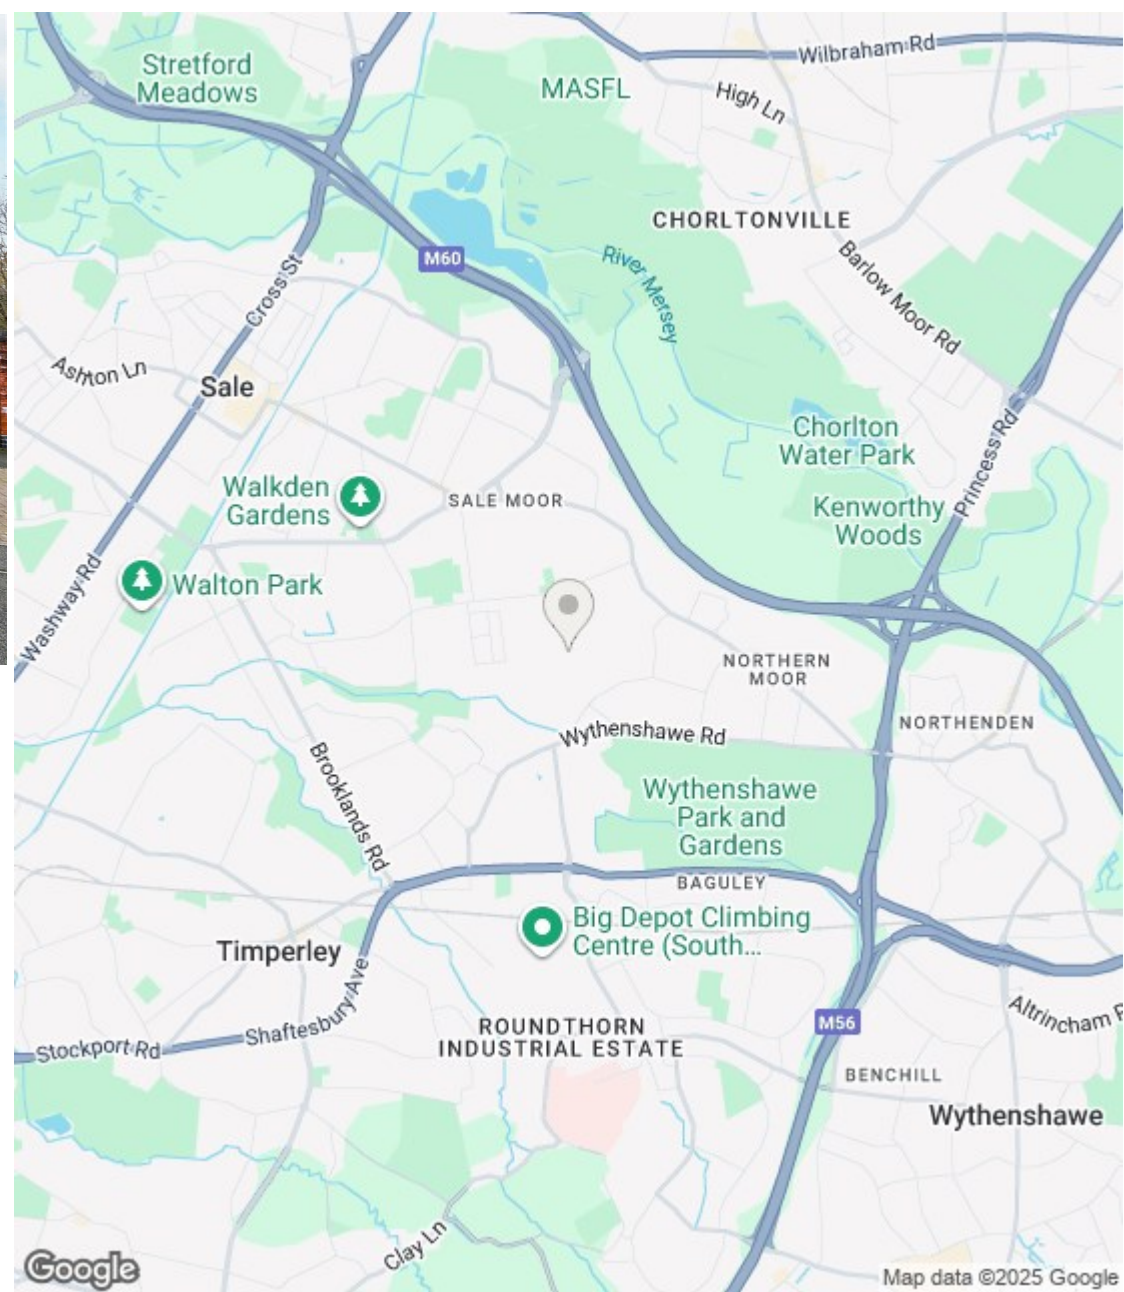 Wilbraham Rd
Stretford
Meadows
MASFL
High Ln
CHORLTONVILLE
M60
River Mersey
Barlow Moor Rd
Cross St
Ashton Ln
Sale
Chorlton
Water Park
Princess Rd
Walkden
Gardens
SALE MOOR
Kenworthy
Woods
Walton Park
Washway Rd
NORTHERN
MOOR
NORTHENDEN
Wythenshawe Rd
Brooklands Rd
Wythenshawe
Park and
Gardens
BAGULEY
Big Depot Climbing
Centre (South...
Timperley
Shaftesbury Ave
Stockport Rd
ROUNDTHORN
INDUSTRIAL ESTATE
M56
Altrincham
BENCHILL
Wythenshawe
Clay Ln
Google
Map data ©2025 Google